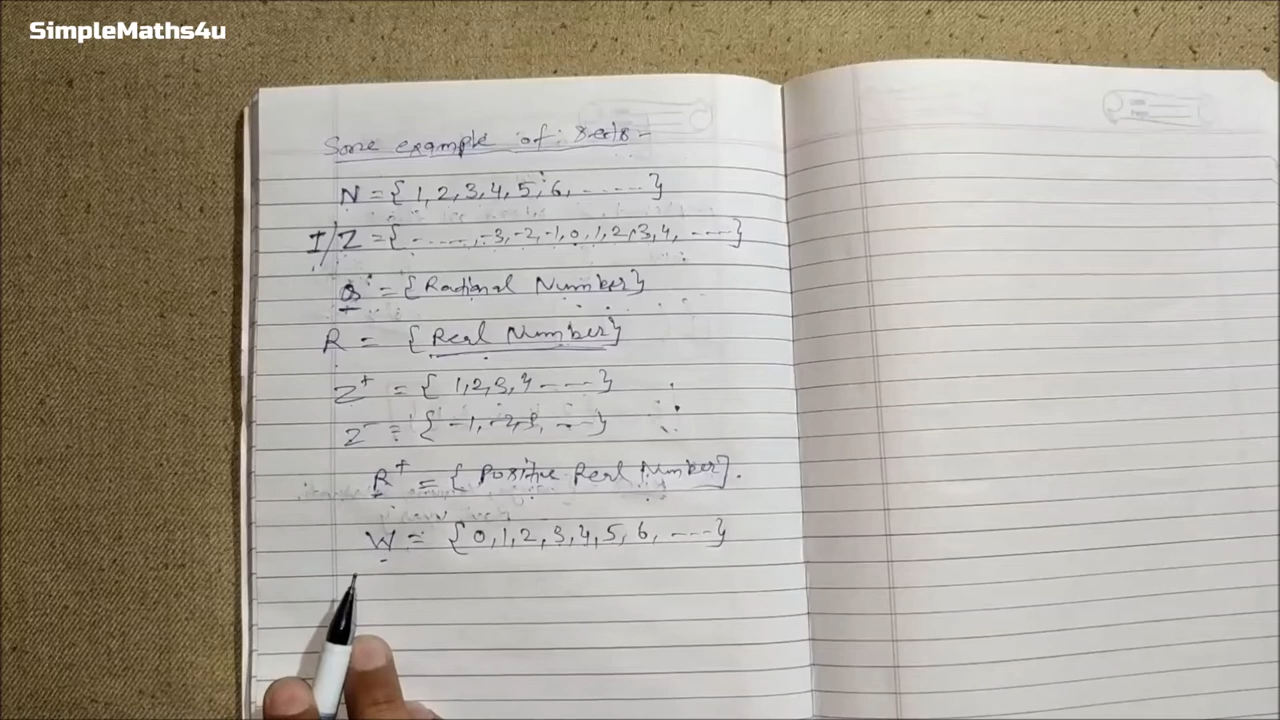 SimpleMaths4u
Some example of sets-
N = { 1, 2, 3, 4, 5, 6, ...... }
I/Z = { ......, -3, -2, -1, 0, 1, 2, 3, 4, ---- }
Q = { Rational Number }
R = { Real Number }
Z⁺ = { 1, 2, 3, 4 ------ }
Z⁻ = { -1, -2, 3, ---- }
R⁺ = { Positive Real Number }.
W = { 0, 1, 2, 3, 4, 5, 6, ---- }